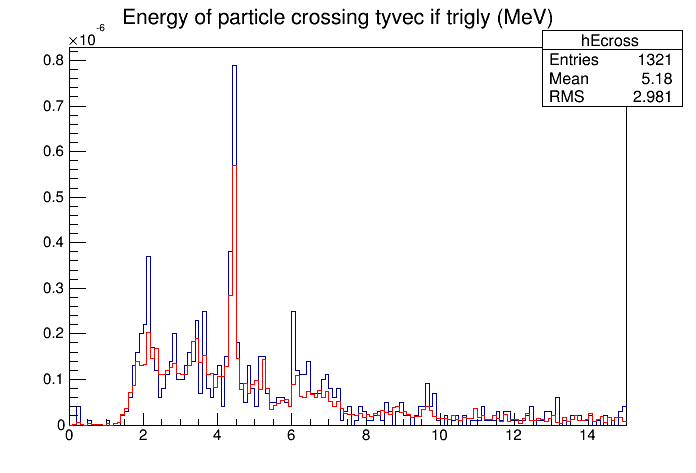 Energy of particle crossing tyvec if trigly (MeV)
×10-6
hEcross
Entries 1321
Mean 5.18
RMS 2.981
0.8
0.7
0.6
0.5
0.4
0.3
0.2
0.1
0
0 2 4 6 8 10 12 14